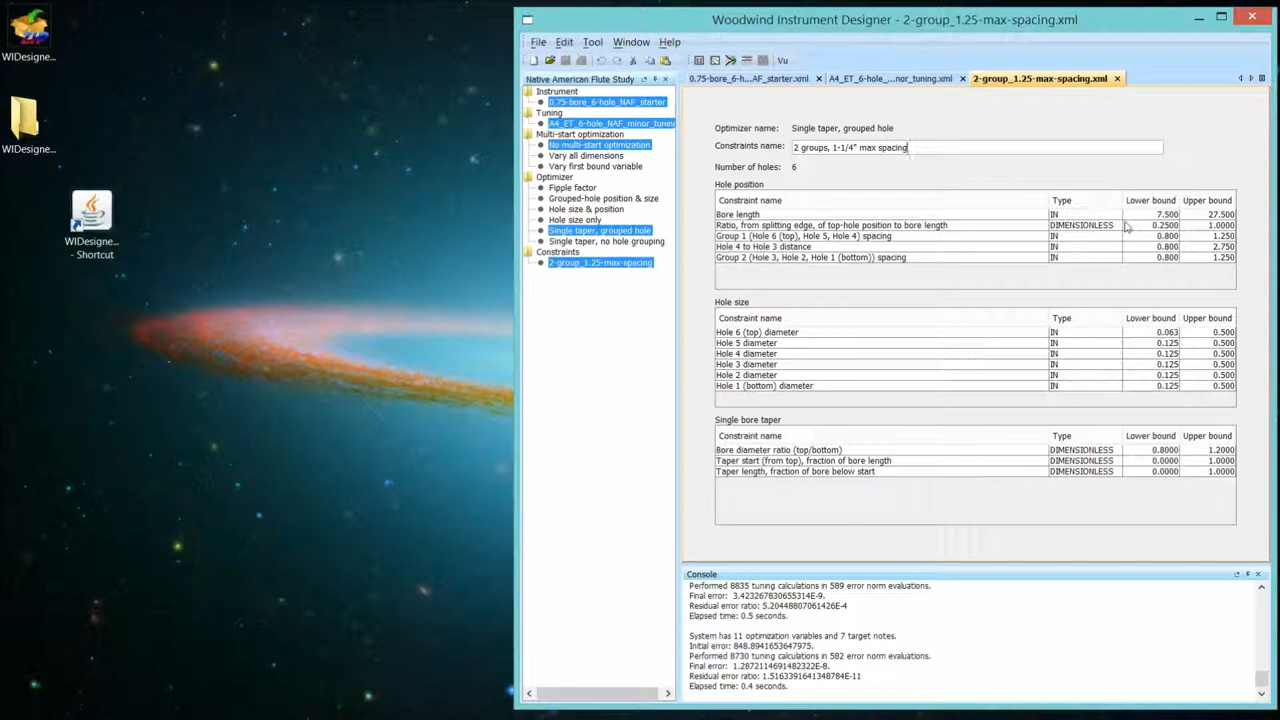 WIDesigne...
WIDesigne...
WIDesigne... - Shortcut
Woodwind Instrument Designer - 2-group_1.25-max-spacing.xml
File Edit Tool Window Help
Vu
Native American Flute Study
Instrument
0.75-bore_6-hole_NAF_starter
Tuning
A4_ET_6-hole_NAF_minor_tuning
Multi-start optimization
No multi-start optimization
Vary all dimensions
Vary first bound variable
Optimizer
Fipple factor
Grouped-hole position & size
Hole size & position
Hole size only
Single taper, grouped hole
Single taper, no hole grouping
Constraints
2-group_1.25-max-spacing
0.75-bore_6-h...AF_starter.xml A4_ET_6-hole_...nor_tuning.xml 2-group_1.25-max-spacing.xml
Optimizer name: Single taper, grouped hole
Constraints name: 2 groups, 1-1/4" max spacing
Number of holes: 6
Hole position
Constraint name Type Lower bound Upper bound
Bore length IN 7.500 27.500
Ratio, from splitting edge, of top-hole position to bore length DIMENSIONLESS 0.2500 1.0000
Group 1 (Hole 6 (top), Hole 5, Hole 4) spacing IN 0.800 1.250
Hole 4 to Hole 3 distance IN 0.800 2.750
Group 2 (Hole 3, Hole 2, Hole 1 (bottom)) spacing IN 0.800 1.250
Hole size
Constraint name Type Lower bound Upper bound
Hole 6 (top) diameter IN 0.063 0.500
Hole 5 diameter IN 0.125 0.500
Hole 4 diameter IN 0.125 0.500
Hole 3 diameter IN 0.125 0.500
Hole 2 diameter IN 0.125 0.500
Hole 1 (bottom) diameter IN 0.125 0.500
Single bore taper
Constraint name Type Lower bound Upper bound
Bore diameter ratio (top/bottom) DIMENSIONLESS 0.8000 1.2000
Taper start (from top), fraction of bore length DIMENSIONLESS 0.0000 1.0000
Taper length, fraction of bore below start DIMENSIONLESS 0.0000 1.0000
Console
Performed 8835 tuning calculations in 589 error norm evaluations.
Final error: 3.423267830655314E-9.
Residual error ratio: 5.20448807061426E-4
Elapsed time: 0.5 seconds.
System has 11 optimization variables and 7 target notes.
Initial error: 848.8941653647975.
Performed 8730 tuning calculations in 582 error norm evaluations.
Final error: 1.2872114691482322E-8.
Residual error ratio: 1.5163391641348784E-11
Elapsed time: 0.4 seconds.